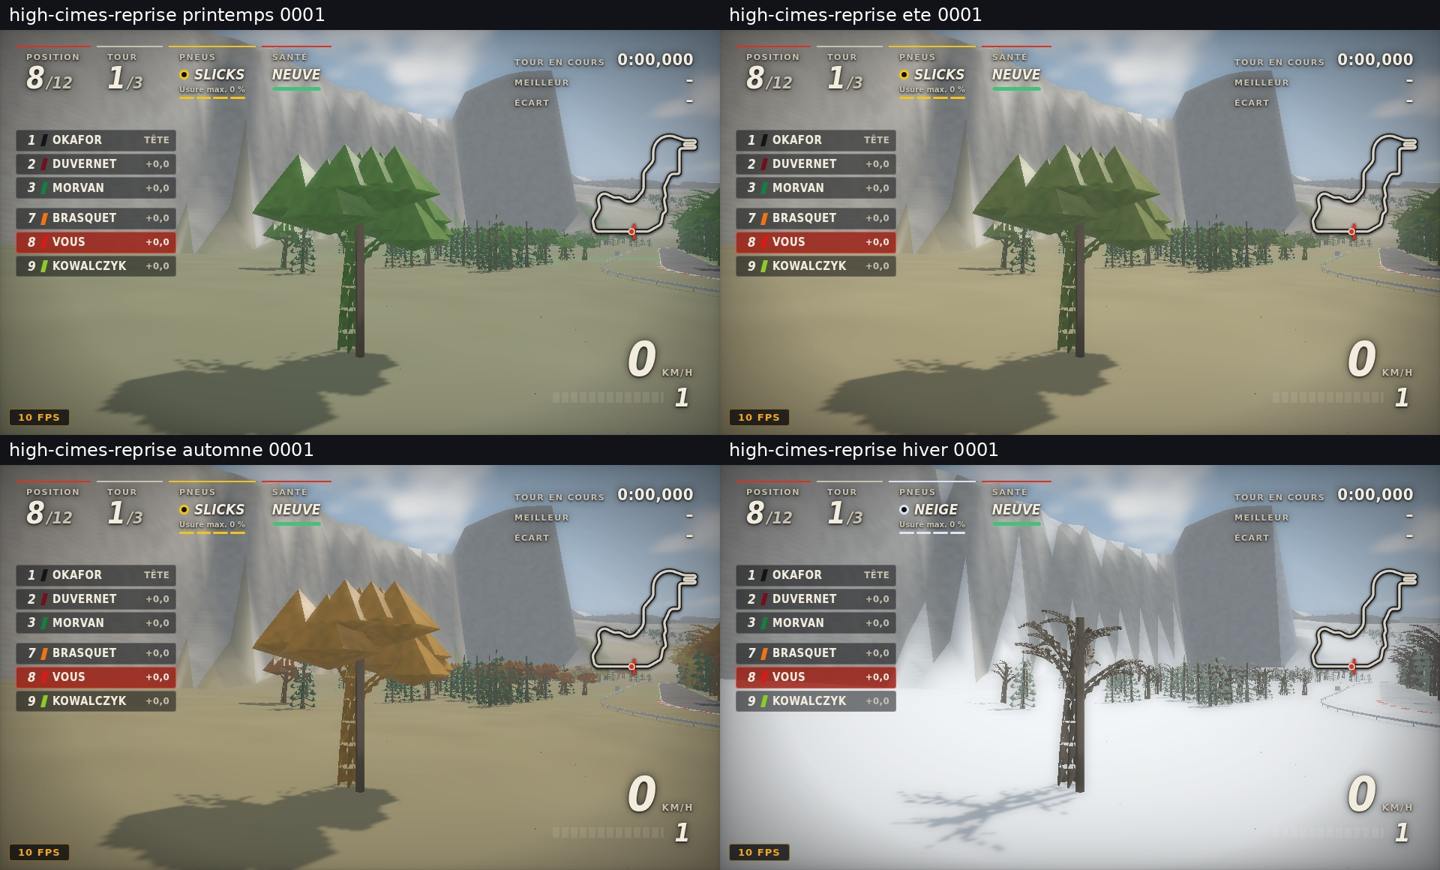 high-cimes-reprise printemps 0001
POSITION TOUR PNEUS SANTÉ
8/12 1/3 SLICKS NEUVE
Usure max. 0 %
TOUR EN COURS 0:00,000
MEILLEUR –
ÉCART –
1 OKAFOR TÊTE
2 DUVERNET +0,0
3 MORVAN +0,0
7 BRASQUET +0,0
8 VOUS +0,0
9 KOWALCZYK +0,0
0 KM/H
1
10 FPS
high-cimes-reprise ete 0001
POSITION TOUR PNEUS SANTÉ
8/12 1/3 SLICKS NEUVE
Usure max. 0 %
TOUR EN COURS 0:00,000
MEILLEUR –
ÉCART –
1 OKAFOR TÊTE
2 DUVERNET +0,0
3 MORVAN +0,0
7 BRASQUET +0,0
8 VOUS +0,0
9 KOWALCZYK +0,0
0 KM/H
1
10 FPS
high-cimes-reprise automne 0001
POSITION TOUR PNEUS SANTÉ
8/12 1/3 SLICKS NEUVE
Usure max. 0 %
TOUR EN COURS 0:00,000
MEILLEUR –
ÉCART –
1 OKAFOR TÊTE
2 DUVERNET +0,0
3 MORVAN +0,0
7 BRASQUET +0,0
8 VOUS +0,0
9 KOWALCZYK +0,0
0 KM/H
1
10 FPS
high-cimes-reprise hiver 0001
POSITION TOUR PNEUS SANTÉ
8/12 1/3 NEIGE NEUVE
Usure max. 0 %
TOUR EN COURS 0:00,000
MEILLEUR –
ÉCART –
1 OKAFOR TÊTE
2 DUVERNET +0,0
3 MORVAN +0,0
7 BRASQUET +0,0
8 VOUS +0,0
9 KOWALCZYK +0,0
0 KM/H
1
10 FPS